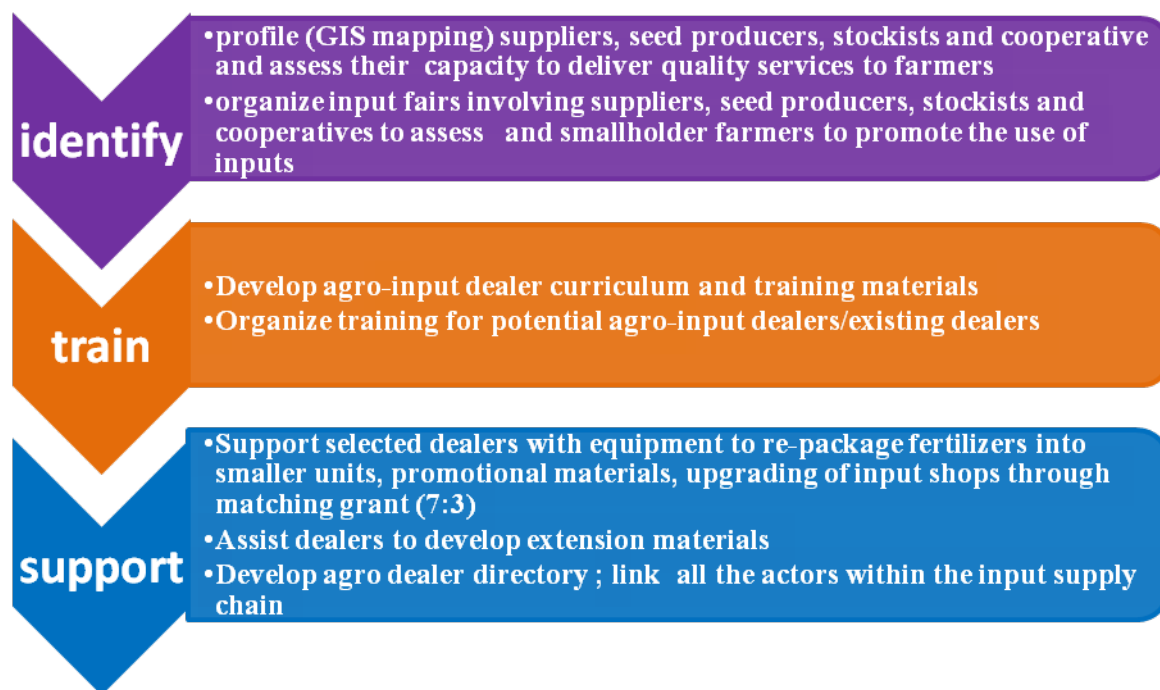 identify
•profile (GIS mapping) suppliers, seed producers, stockists and cooperative
and assess their capacity to deliver quality services to farmers
•organize input fairs involving suppliers, seed producers, stockists and
cooperatives to assess and smallholder farmers to promote the use of
inputs
train
•Develop agro-input dealer curriculum and training materials
•Organize training for potential agro-input dealers/existing dealers
support
•Support selected dealers with equipment to re-package fertilizers into
smaller units, promotional materials, upgrading of input shops through
matching grant (7:3)
•Assist dealers to develop extension materials
•Develop agro dealer directory ; link all the actors within the input supply
chain